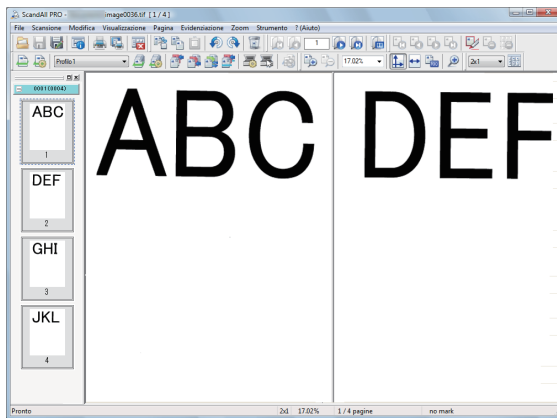 ScandAll PRO - image0036.tif [ 1 / 4 ]
File Scansione Modifica Visualizzazione Pagina Evidenziazione Zoom Strumento ? (Aiuto)
1
Profilo1 17.02% 2x1
0001(0004)
ABC
1
DEF
2
GHI
3
JKL
4
ABC DEF
Pronto 2x1 17.02% 1 / 4 pagine no mark